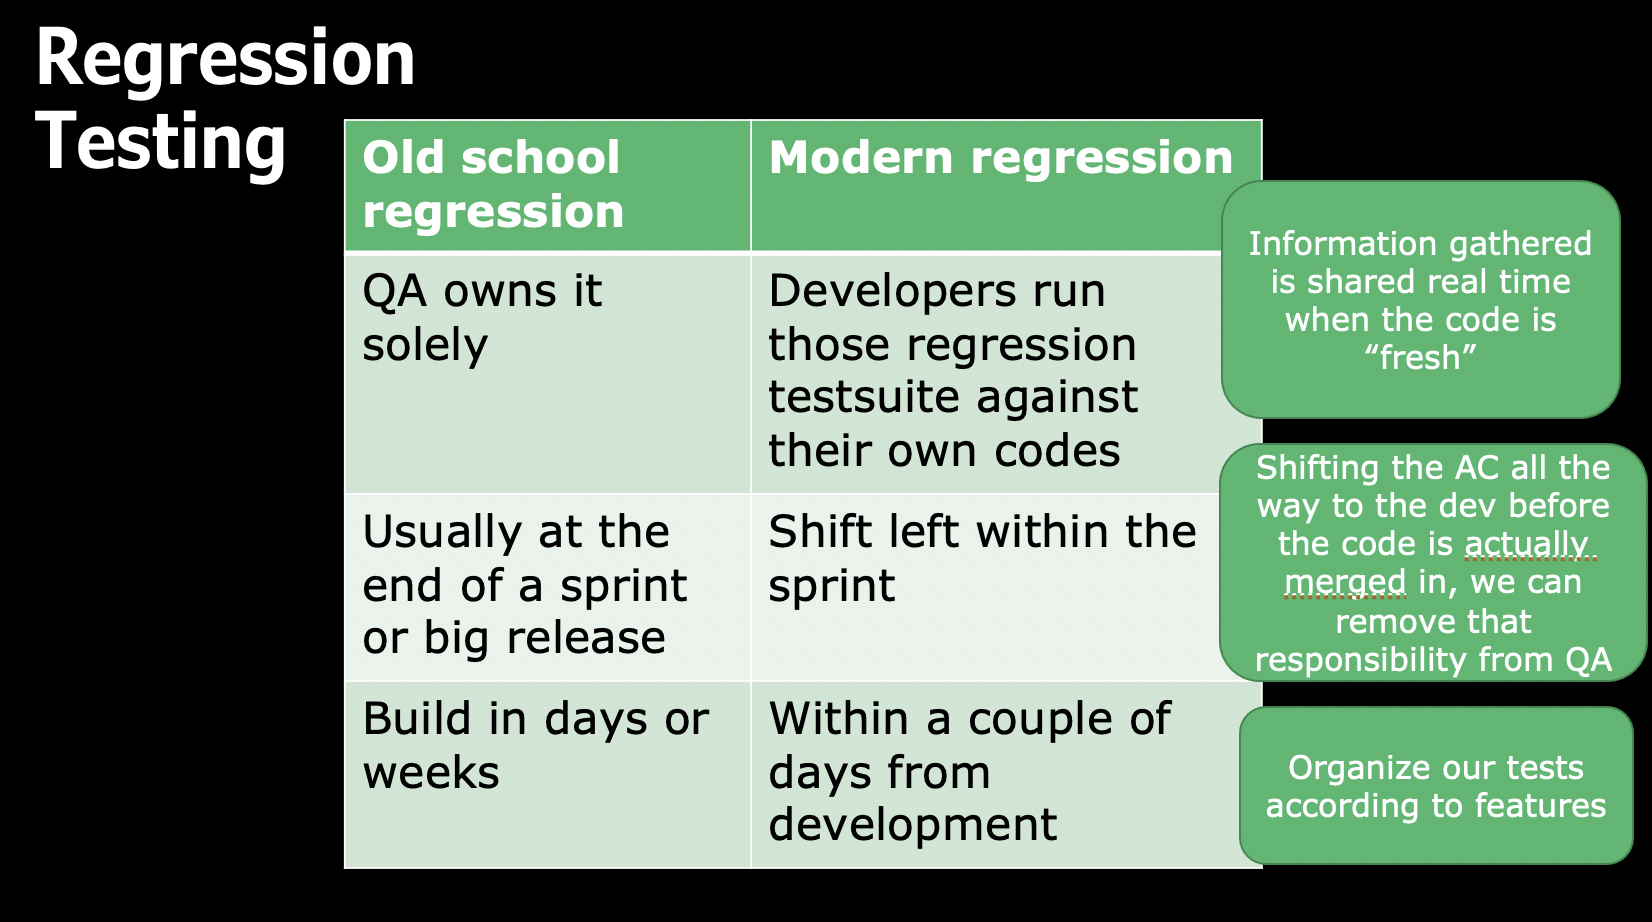 Regression
Testing
Old school
regression
Modern regression
QA owns it
solely
Developers run
those regression
testsuite against
their own codes
Information gathered
is shared real time
when the code is
“fresh”
Usually at the
end of a sprint
or big release
Shift left within the
sprint
Shifting the AC all the
way to the dev before
the code is actually
merged in, we can
remove that
responsibility from QA
Build in days or
weeks
Within a couple of
days from
development
Organize our tests
according to features